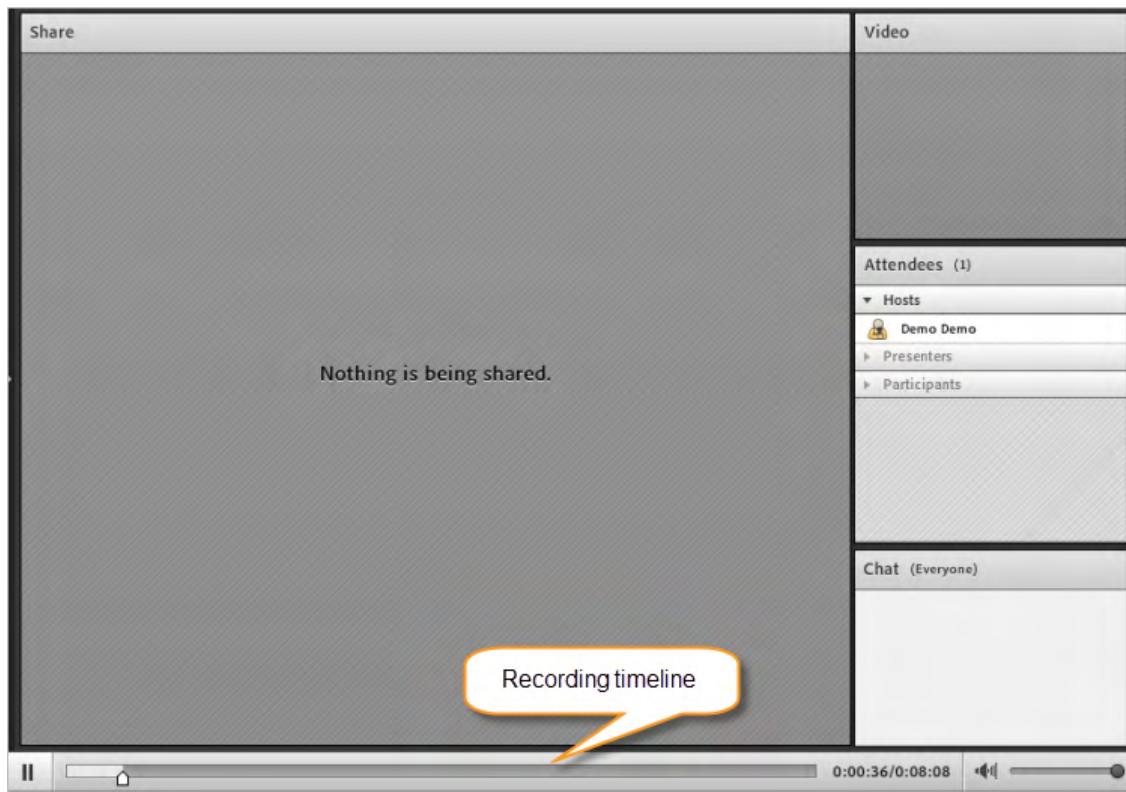 Share
Nothing is being shared.
Video
Attendees (1)
Hosts
Demo Demo
Presenters
Participants
Chat (Everyone)
Recording timeline
0:00:36/0:08:08